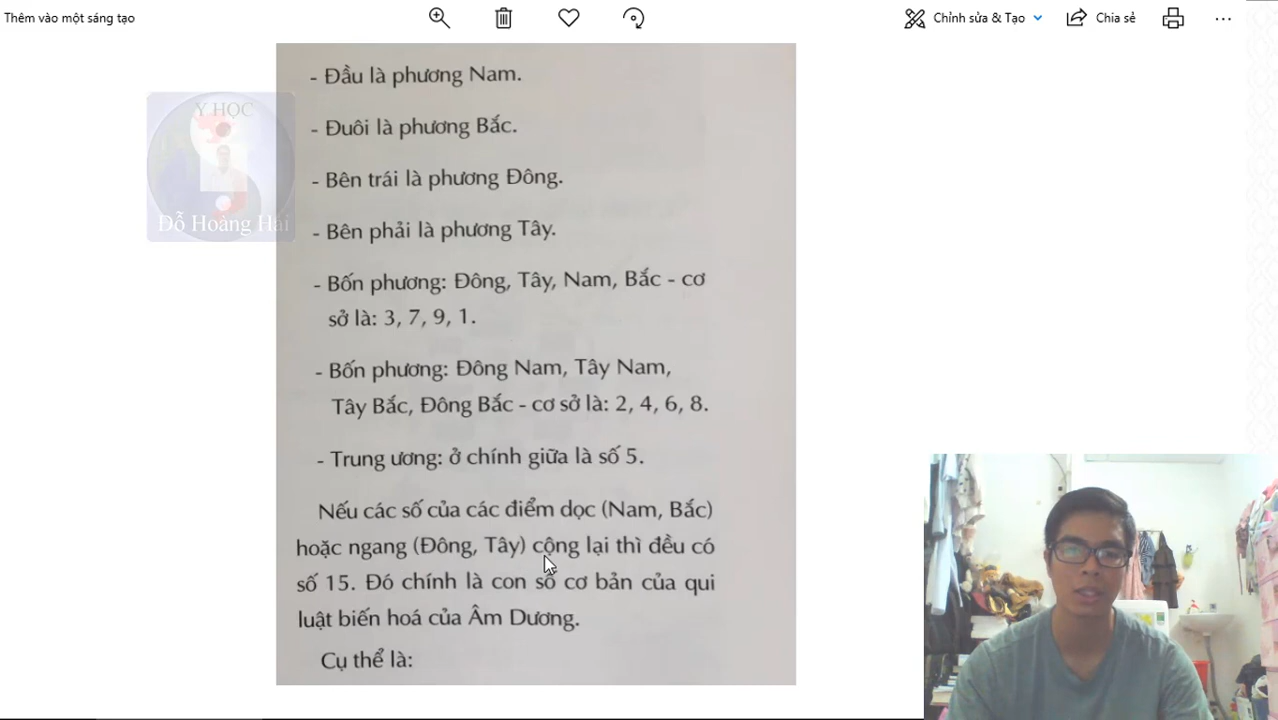 Thêm vào một sáng tạo
Chỉnh sửa & Tạo
Chia sẻ
Y HỌC
Đỗ Hoàng Hải
- Đầu là phương Nam.
- Đuôi là phương Bắc.
- Bên trái là phương Đông.
- Bên phải là phương Tây.
- Bốn phương: Đông, Tây, Nam, Bắc - cơ
sở là: 3, 7, 9, 1.
- Bốn phương: Đông Nam, Tây Nam,
Tây Bắc, Đông Bắc - cơ sở là: 2, 4, 6, 8.
- Trung ương: ở chính giữa là số 5.
Nếu các số của các điểm dọc (Nam, Bắc)
hoặc ngang (Đông, Tây) cộng lại thì đều có
số 15. Đó chính là con số cơ bản của qui
luật biến hoá của Âm Dương.
Cụ thể là: